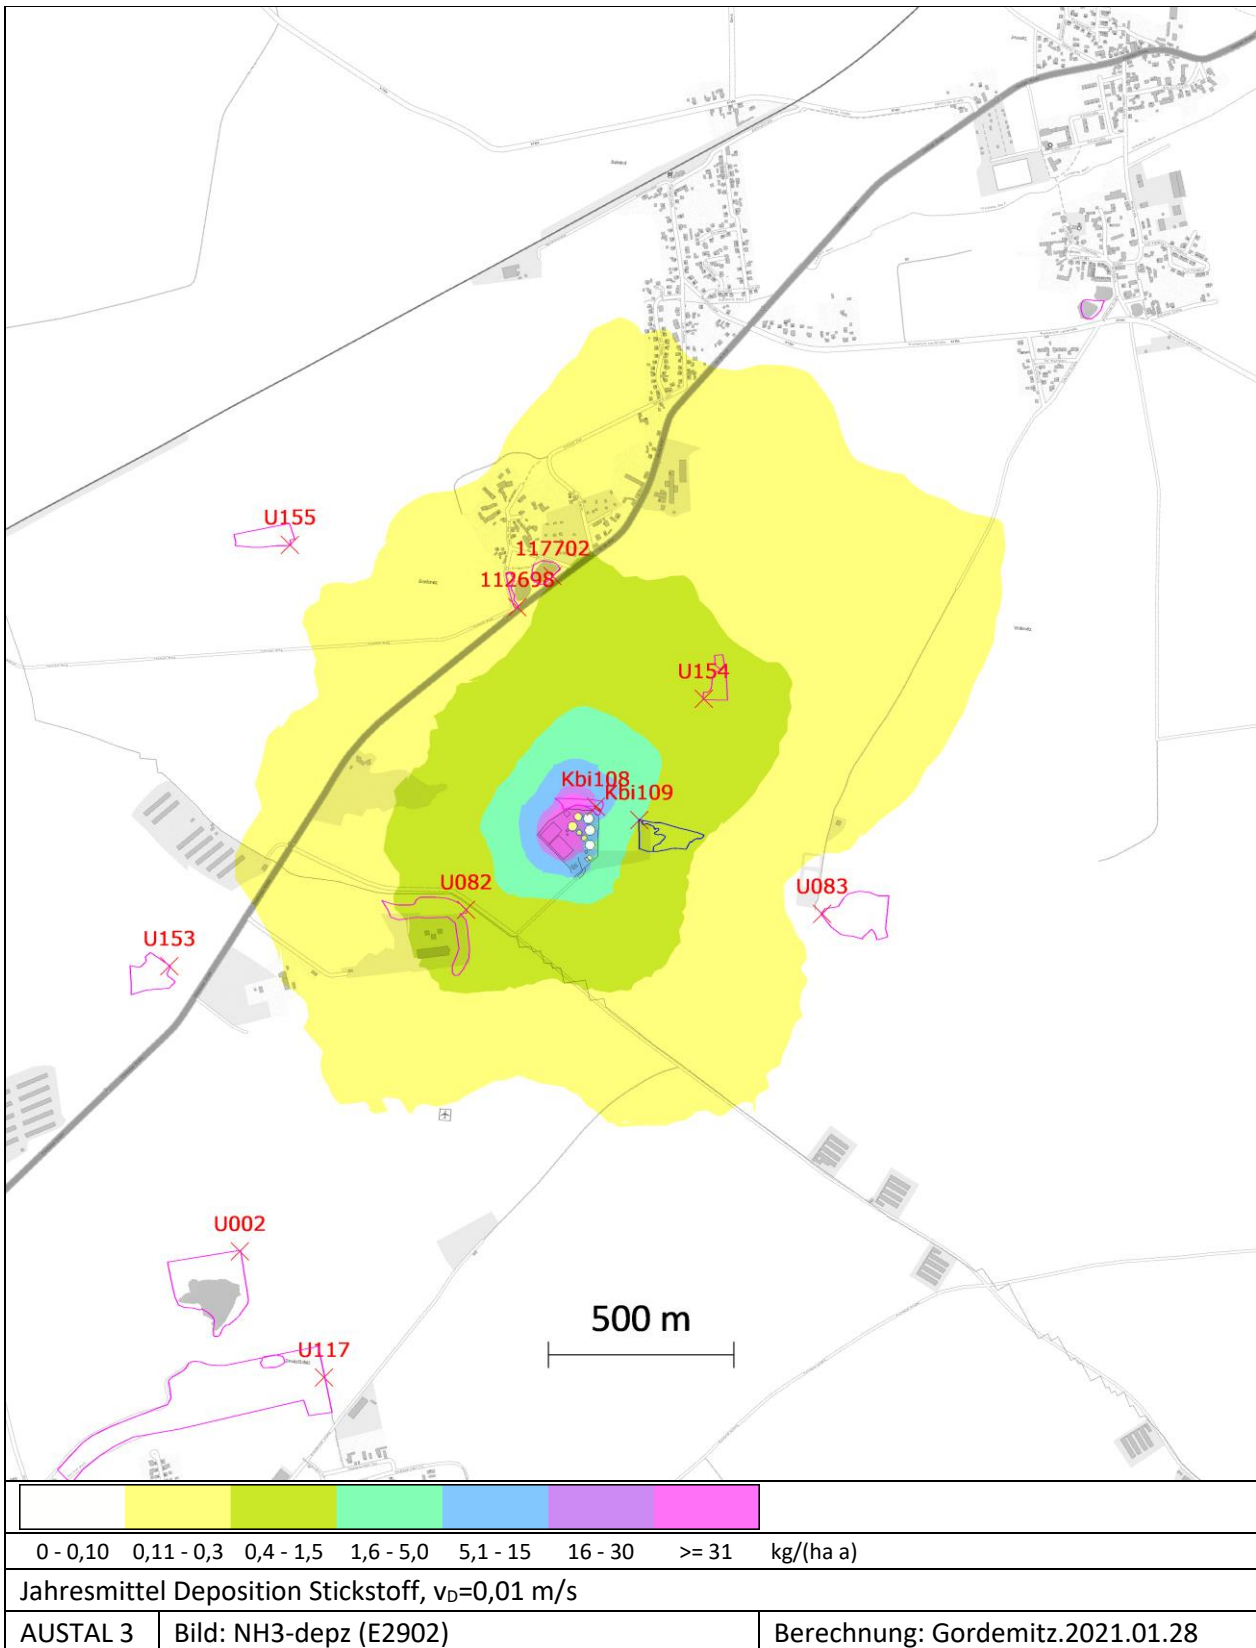 U155
117702
112698
U154
Kbi108
Kbi109
U082
U083
U153
U002
500 m
U117
0 - 0,10 0,11 - 0,3 0,4 - 1,5 1,6 - 5,0 5,1 - 15 16 - 30 >= 31 kg/(ha a)
Jahresmittel Deposition Stickstoff, vD=0,01 m/s
AUSTAL 3 Bild: NH3-depz (E2902) Berechnung: Gordemitz.2021.01.28